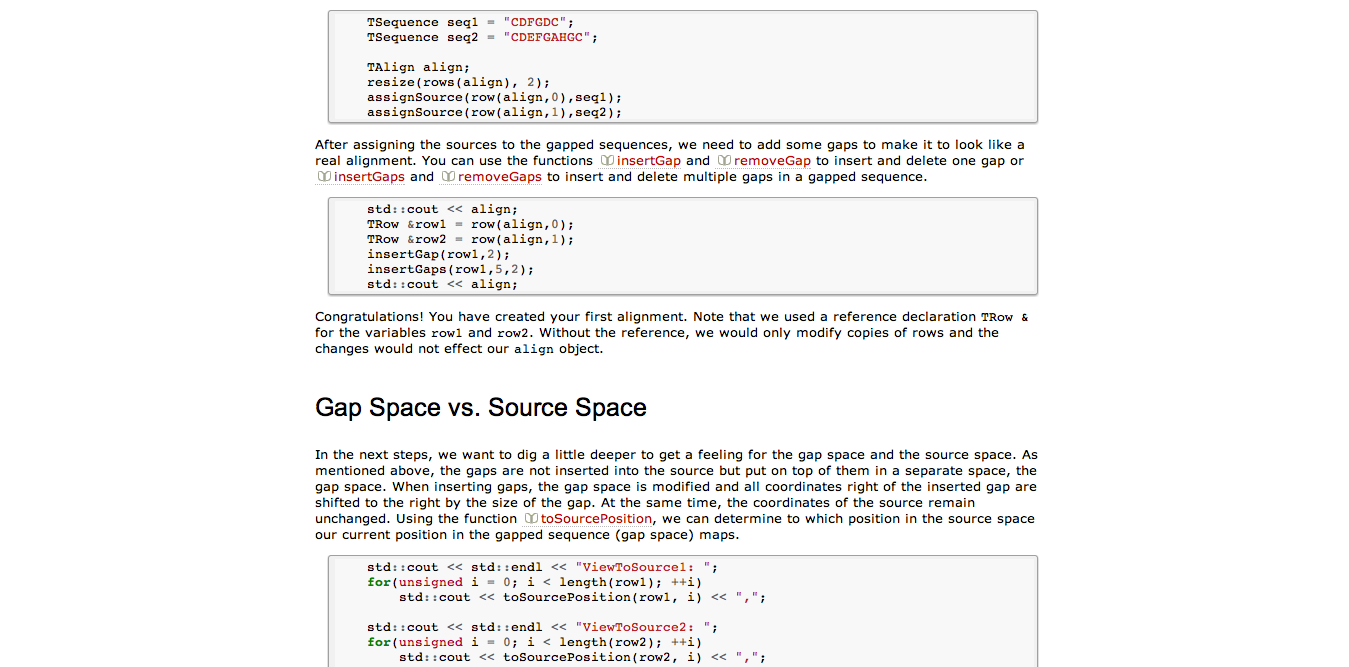 TSequence seq1 = "CDFGDC";
TSequence seq2 = "CDEFGAHGC";
TAlign align;
resize(rows(align), 2);
assignSource(row(align,0),seq1);
assignSource(row(align,1),seq2);
After assigning the sources to the gapped sequences, we need to add some gaps to make it to look like a
real alignment. You can use the functions insertGap and removeGap to insert and delete one gap or
insertGaps and removeGaps to insert and delete multiple gaps in a gapped sequence.
std::cout << align;
TRow &row1 = row(align,0);
TRow &row2 = row(align,1);
insertGap(row1,2);
insertGaps(row1,5,2);
std::cout << align;
Congratulations! You have created your first alignment. Note that we used a reference declaration TRow &
for the variables row1 and row2. Without the reference, we would only modify copies of rows and the
changes would not effect our align object.
Gap Space vs. Source Space
In the next steps, we want to dig a little deeper to get a feeling for the gap space and the source space. As
mentioned above, the gaps are not inserted into the source but put on top of them in a separate space, the
gap space. When inserting gaps, the gap space is modified and all coordinates right of the inserted gap are
shifted to the right by the size of the gap. At the same time, the coordinates of the source remain
unchanged. Using the function toSourcePosition, we can determine to which position in the source space
our current position in the gapped sequence (gap space) maps.
std::cout << std::endl << "ViewToSource1: ";
for(unsigned i = 0; i < length(row1); ++i)
std::cout << toSourcePosition(row1, i) << ",";
std::cout << std::endl << "ViewToSource2: ";
for(unsigned i = 0; i < length(row2); ++i)
std::cout << toSourcePosition(row2, i) << ",";